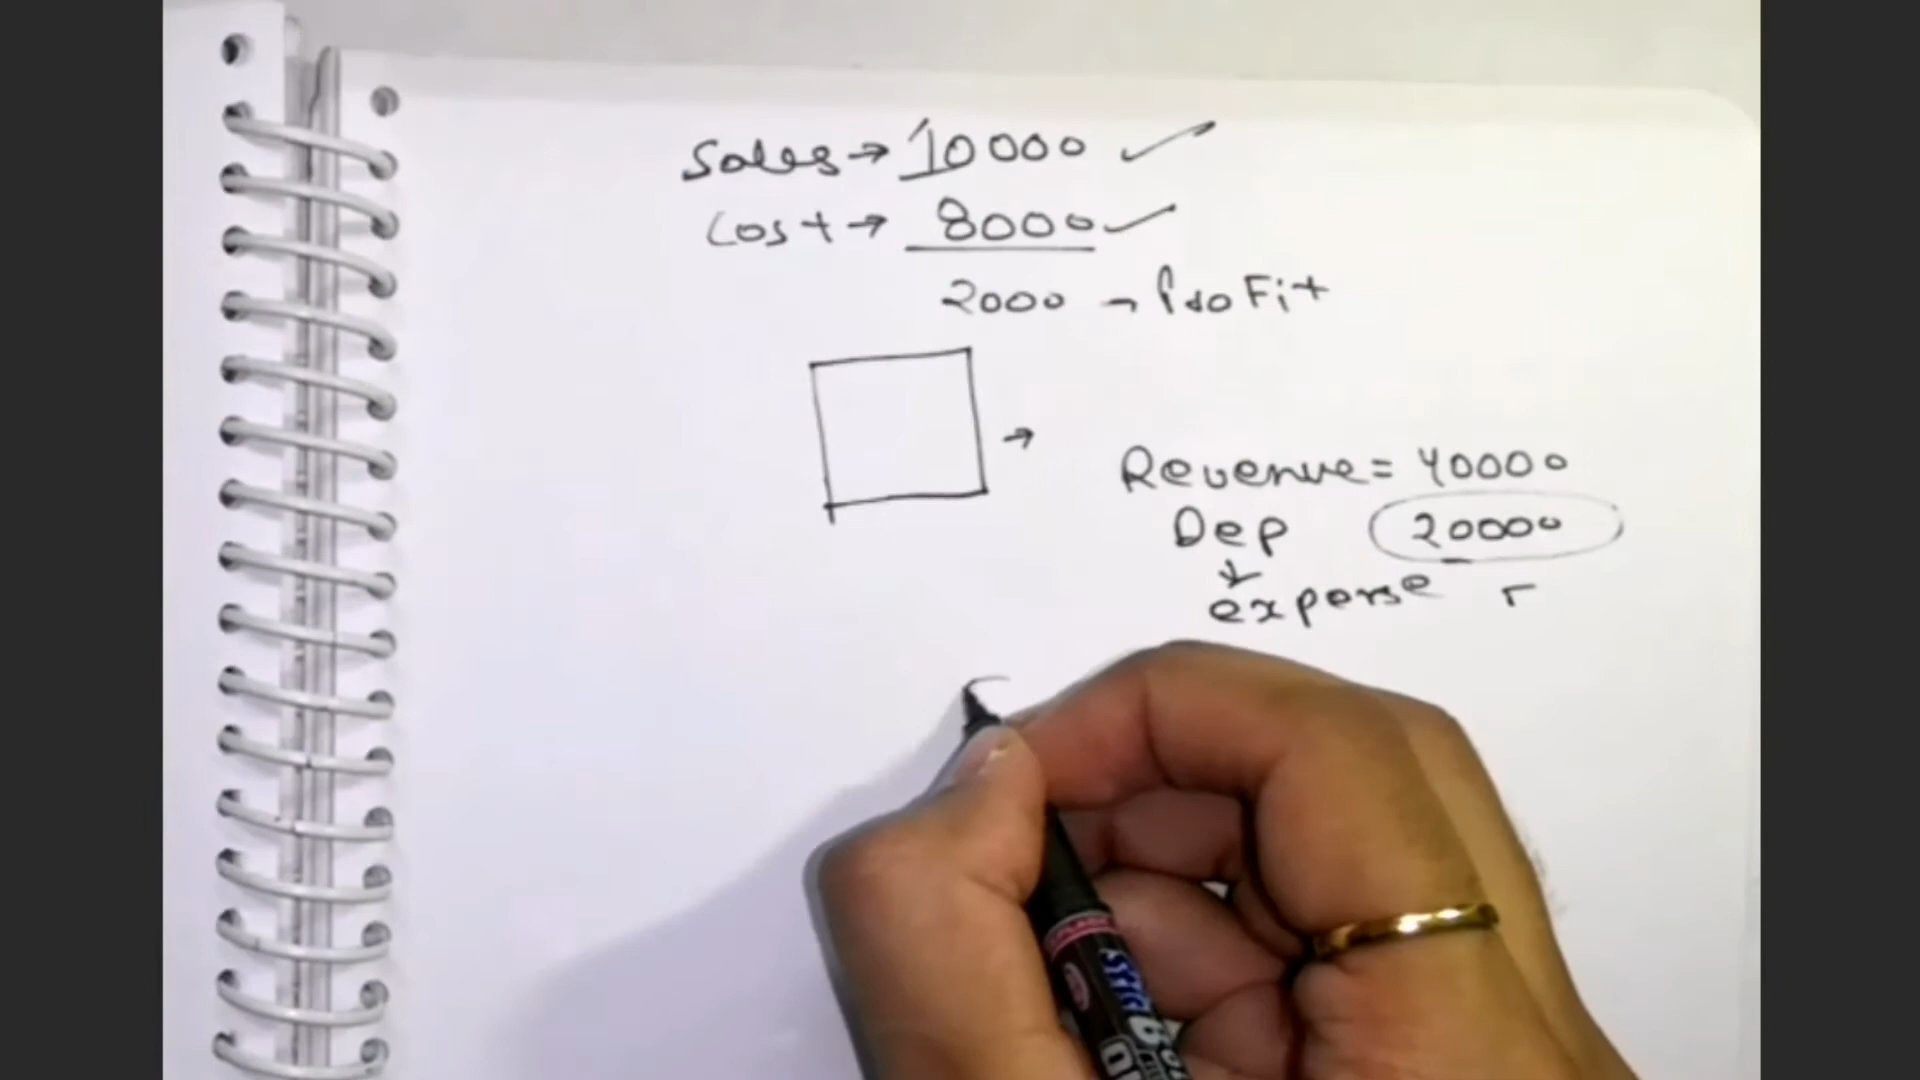 Sales → 10000 ✓
Cost → 8000 ✓
2000 → Profit
→
Revenue = 40000
Dep 20000
↓
expense